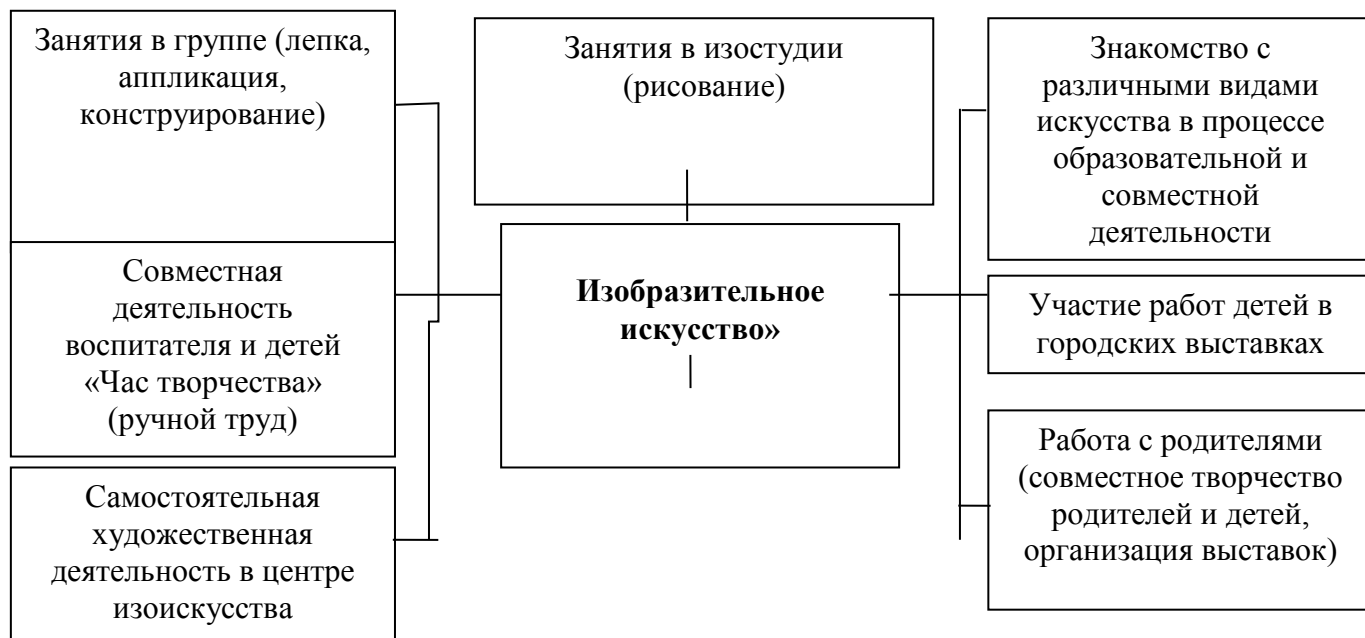 Занятия в группе (лепка,
аппликация,
конструирование)
Совместная
деятельность
воспитателя и детей
«Час творчества»
(ручной труд)
Самостоятельная
художественная
деятельность в центре
изоискусства
Занятия в изостудии
(рисование)
Изобразительное
искусство»
Знакомство с
различными видами
искусства в процессе
образовательной и
совместной
деятельности
Участие работ детей в
городских выставках
Работа с родителями
(совместное творчество
родителей и детей,
организация выставок)